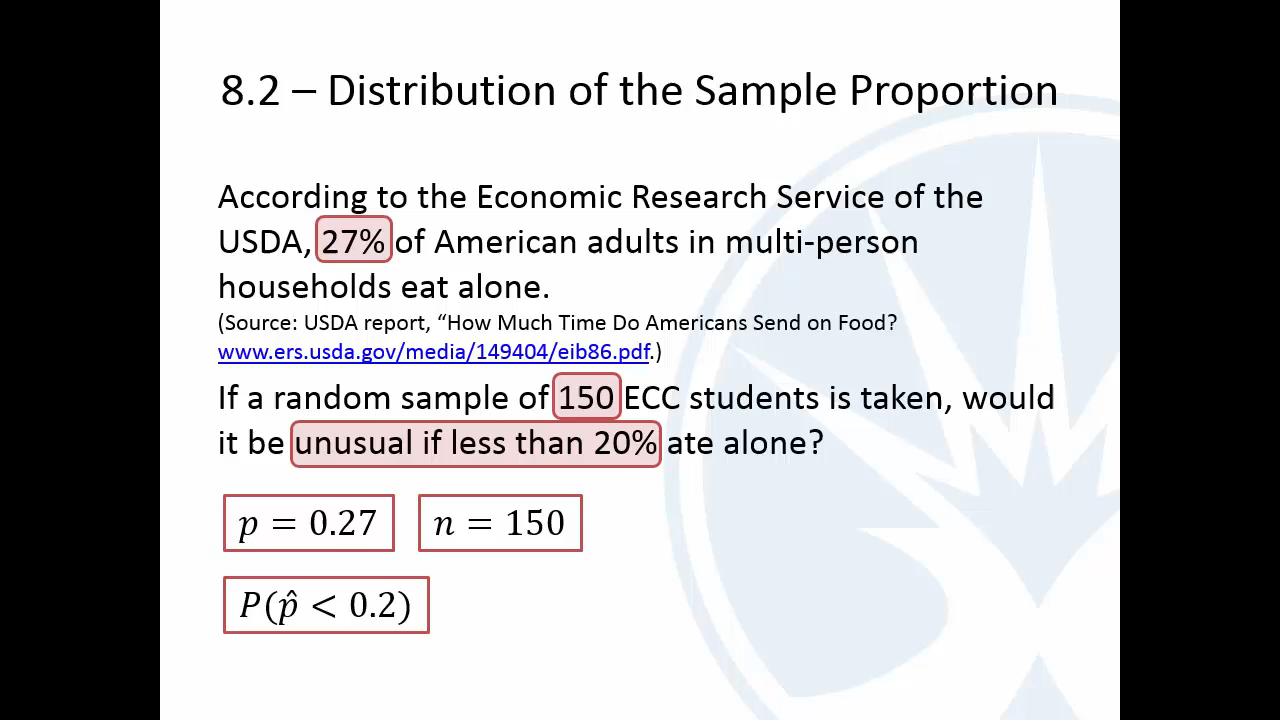 8.2 – Distribution of the Sample Proportion
According to the Economic Research Service of the
USDA, 27% of American adults in multi-person
households eat alone.
(Source: USDA report, “How Much Time Do Americans Send on Food?
www.ers.usda.gov/media/149404/eib86.pdf.)
If a random sample of 150 ECC students is taken, would
it be unusual if less than 20% ate alone?
p = 0.27 n = 150
P(p̂ < 0.2)